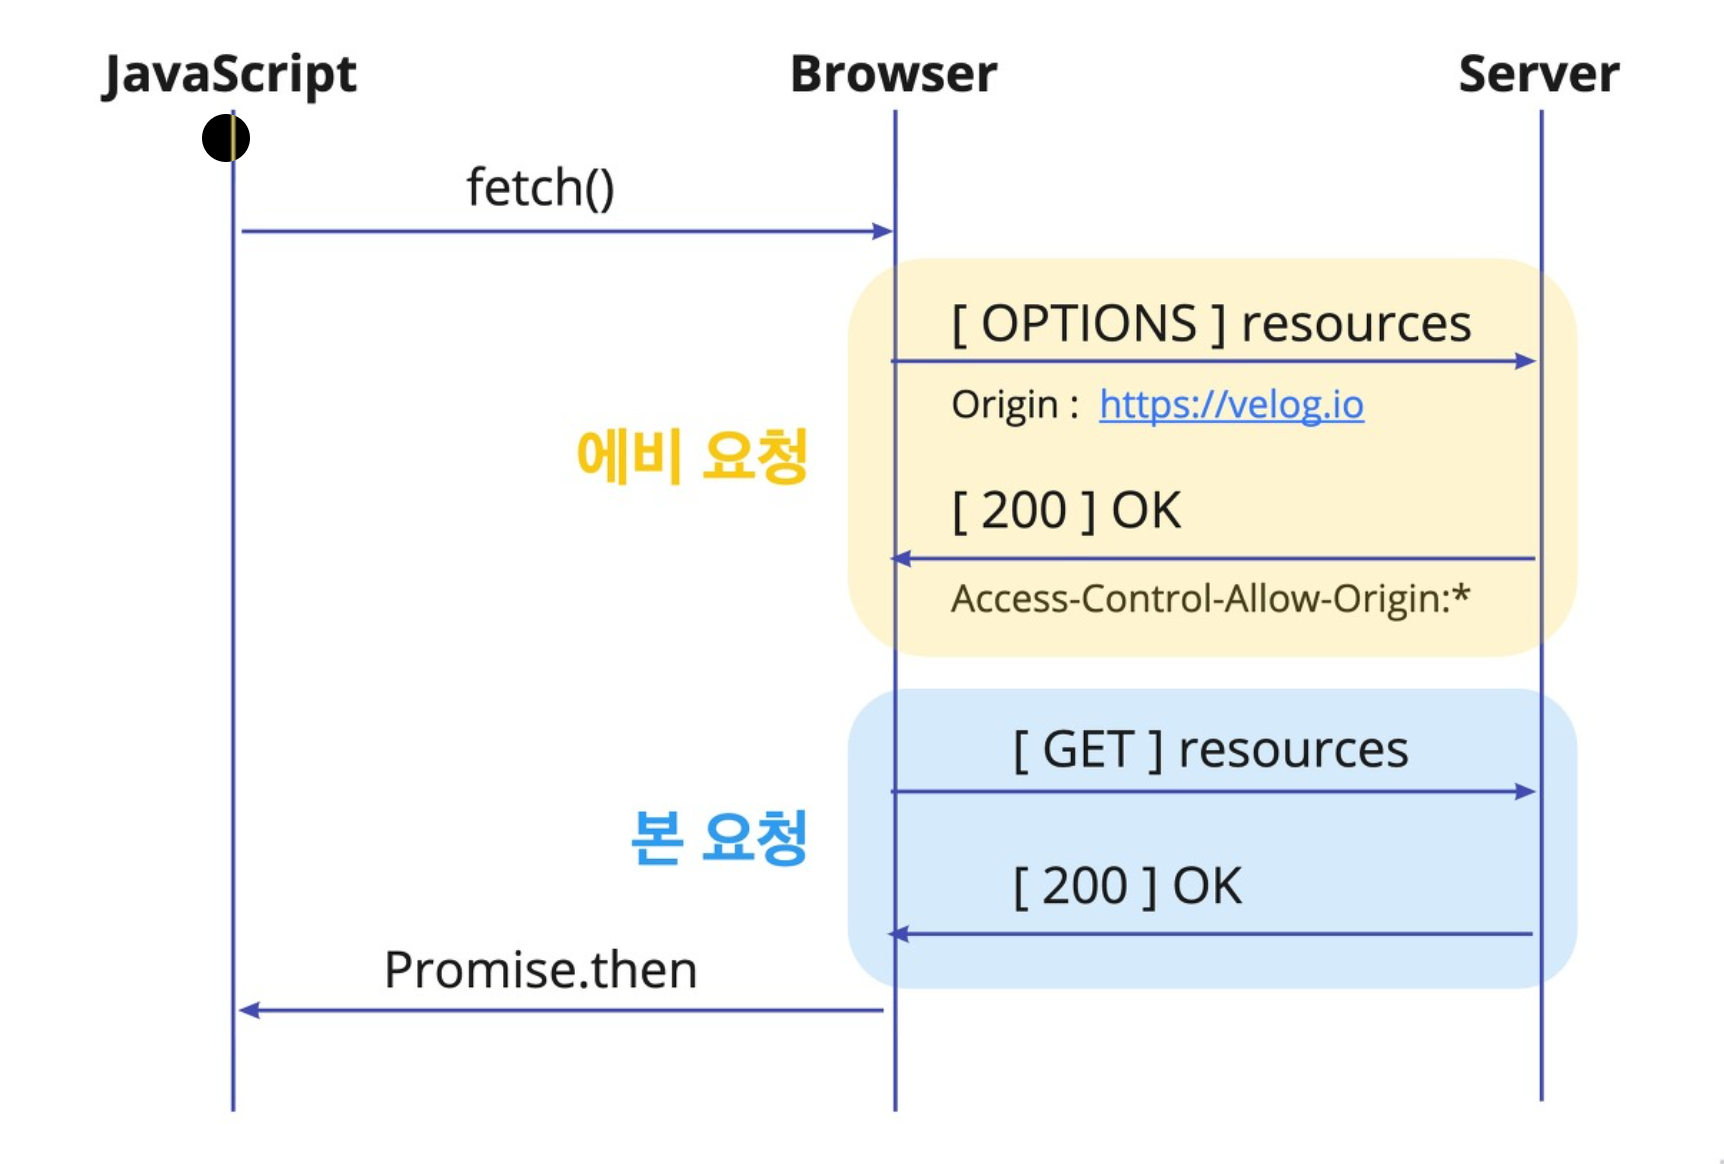 JavaScript
Browser
Server
fetch()
[ OPTIONS ] resources
Origin : https://velog.io
에비 요청
[ 200 ] OK
Access-Control-Allow-Origin:*
[ GET ] resources
본 요청
[ 200 ] OK
Promise.then